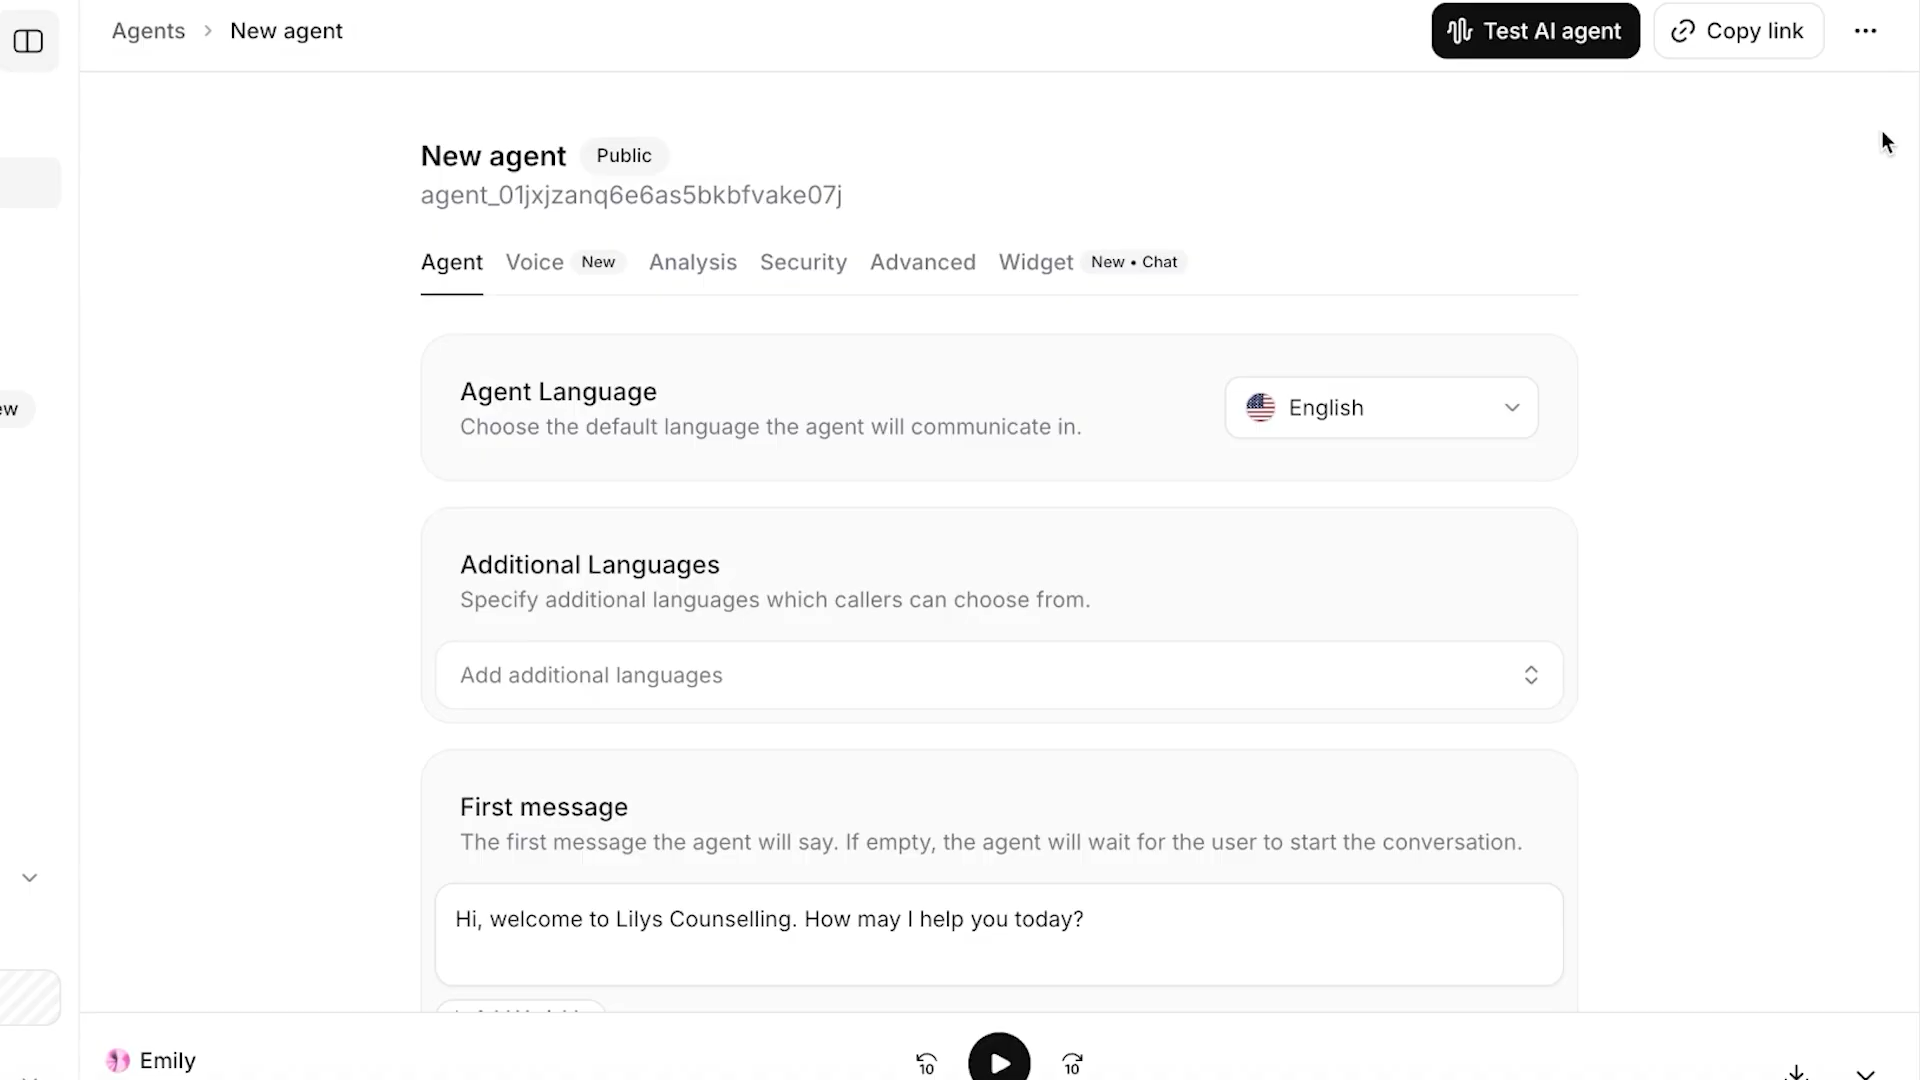 Agents > New agent
Test AI agent
Copy link
New agent Public
agent_01jxjzanq6e6as5bkbfvake07j
Agent Voice New Analysis Security Advanced Widget New • Chat
Agent Language
Choose the default language the agent will communicate in.
English
ew
Additional Languages
Specify additional languages which callers can choose from.
Add additional languages
First message
The first message the agent will say. If empty, the agent will wait for the user to start the conversation.
Hi, welcome to Lilys Counselling. How may I help you today?
Emily
10
10